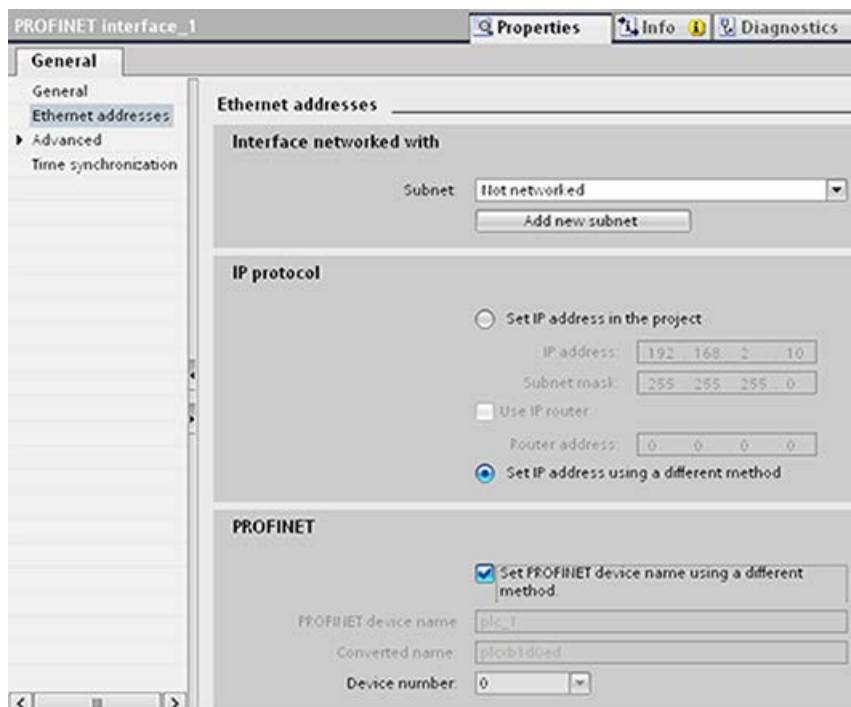 PROFINET interface_1
Properties
Info
Diagnostics
General
General
Ethernet addresses
Advanced
Time synchronization
Ethernet addresses
Interface networked with
Subnet:
Not networked
Add new subnet
IP protocol
Set IP address in the project
IP address:
192 . 168 . 2 . 10
Subnet mask:
255 . 255 . 255 . 0
Use IP router
Router address:
0 . 0 . 0 . 0
Set IP address using a different method
PROFINET
Set PROFINET device name using a different
method.
PROFINET device name
plc_1
Converted name:
plcxb1d0ed
Device number:
0